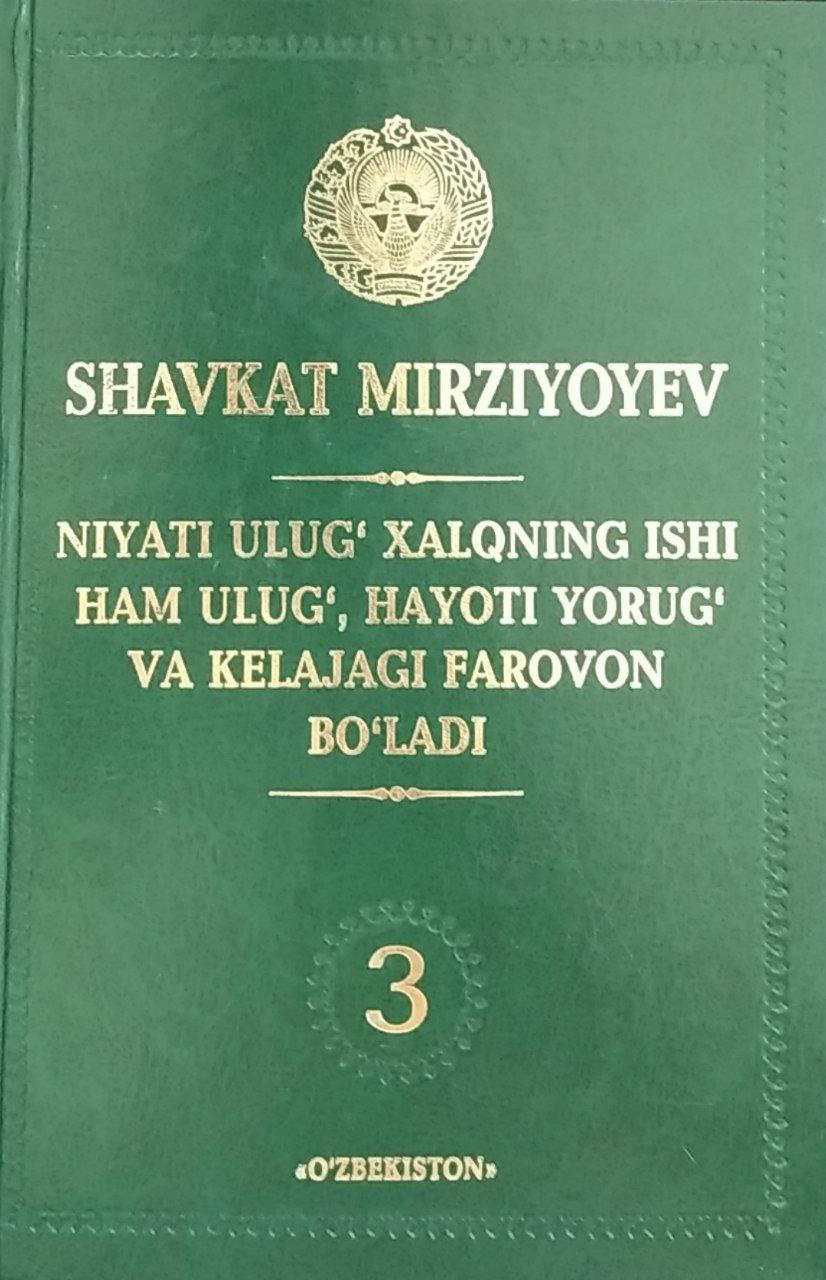 SHAVKAT MIRZIYOYEV
NIYATI ULUG‘ XALQNING ISHI
HAM ULUG‘, HAYOTI YORUG‘
VA KELAJAGI FAROVON
BO‘LADI
3
«O‘ZBEKISTON»